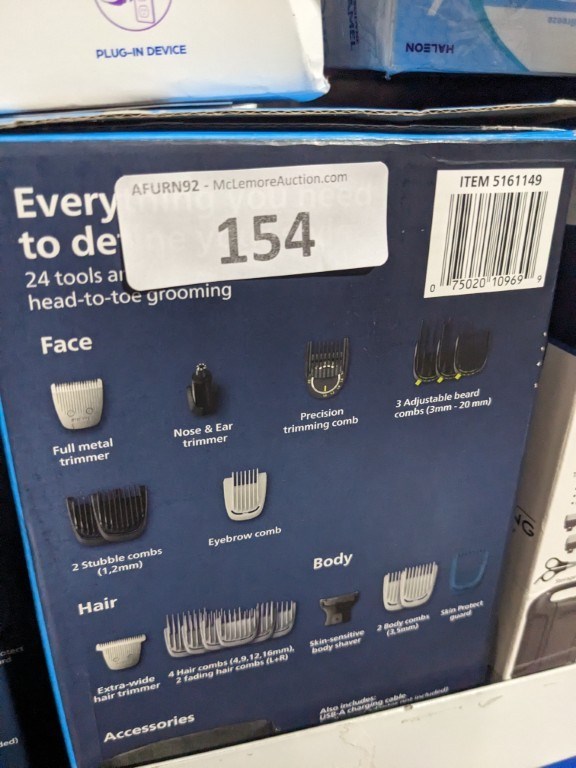 PLUG-IN DEVICE
HALEON
AFURN92 - McLemoreAuction.com
154
ITEM 5161149
0 75020 10969 9
Every
to de
24 tools a
head-to-toe grooming
Face
Full metal
trimmer
Nose & Ear
trimmer
Precision
trimming comb
3 Adjustable beard
combs (3mm - 20 mm)
2 Stubble combs
(1,2mm)
Eyebrow comb
Hair
Extra-wide
hair trimmer
4 Hair combs (4,9,12,16mm),
2 fading hair combs (L+R)
Body
Skin-sensitive
body shaver
2 Body combs
(3,5mm)
Skin Protect
guard
Accessories
Also includes:
USB-A charging cable
included)